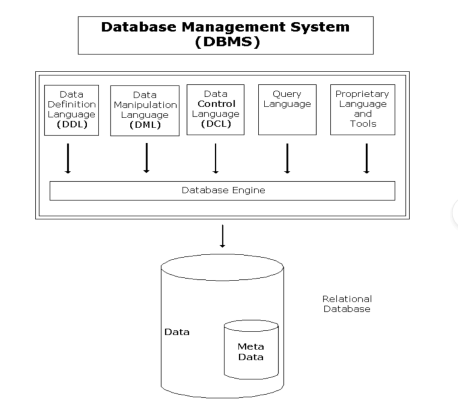 Database Management System
(DBMS)
Data
Definition
Language
(DDL)
Data
Manipulation
Language
(DML)
Data
Control
Language
(DCL)
Query
Language
Proprietary
Language
and
Tools
Database Engine
Relational
Database
Data
Meta
Data